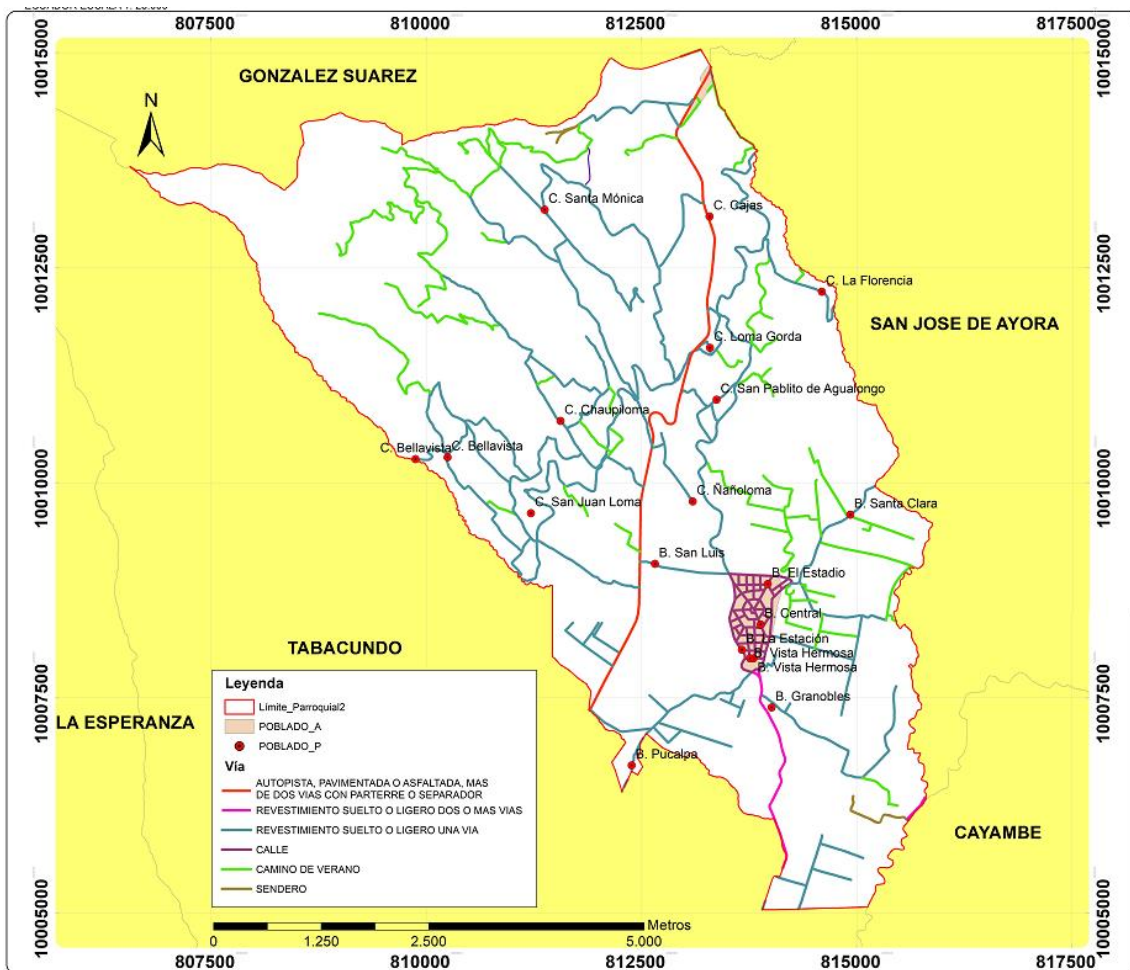 807500 810000 812500 815000 817500
10015000
10015000
GONZALEZ SUAREZ
N
C. Santa Mónica
C. Cajas
10012500
10012500
C. La Florencia
SAN JOSE DE AYORA
C. Loma Gorda
C. San Pablito de Agualongo
C. Chaupiloma
C. Bellavista
C. Bellavista
10010000
10010000
C. San Juan Loma
C. Ñañoloma
B. Santa Clara
B. San Luis
B. El Estadio
B. Central
TABACUNDO
B. La Estación
B. Vista Hermosa
B. Vista Hermosa
10007500
10007500
LA ESPERANZA
B. Granobles
B. Pucalpa
CAYAMBE
Leyenda
Límite_Parroquial2
POBLADO_A
POBLADO_P
Vía
AUTOPISTA, PAVIMENTADA O ASFALTADA, MAS
DE DOS VIAS CON PARTERRE O SEPARADOR
REVESTIMIENTO SUELTO O LIGERO DOS O MAS VIAS
REVESTIMIENTO SUELTO O LIGERO UNA VIA
CALLE
CAMINO DE VERANO
SENDERO
10005000
10005000
Metros
0 1.250 2.500 5.000
807500 810000 812500 815000 817500